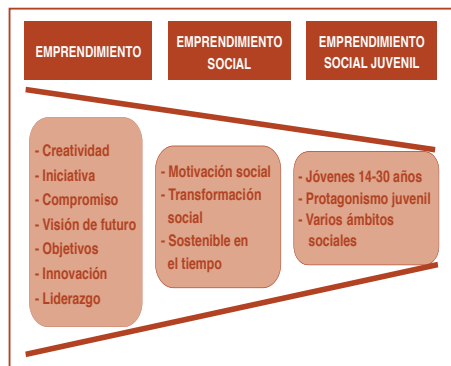 EMPRENDIMIENTO
EMPRENDIMIENTO
SOCIAL
EMPRENDIMIENTO
SOCIAL JUVENIL
- Creatividad
- Iniciativa
- Compromiso
- Visión de futuro
- Objetivos
- Innovación
- Liderazgo
- Motivación social
- Transformación
social
- Sostenible en
el tiempo
- Jóvenes 14-30 años
- Protagonismo juvenil
- Varios ámbitos
sociales